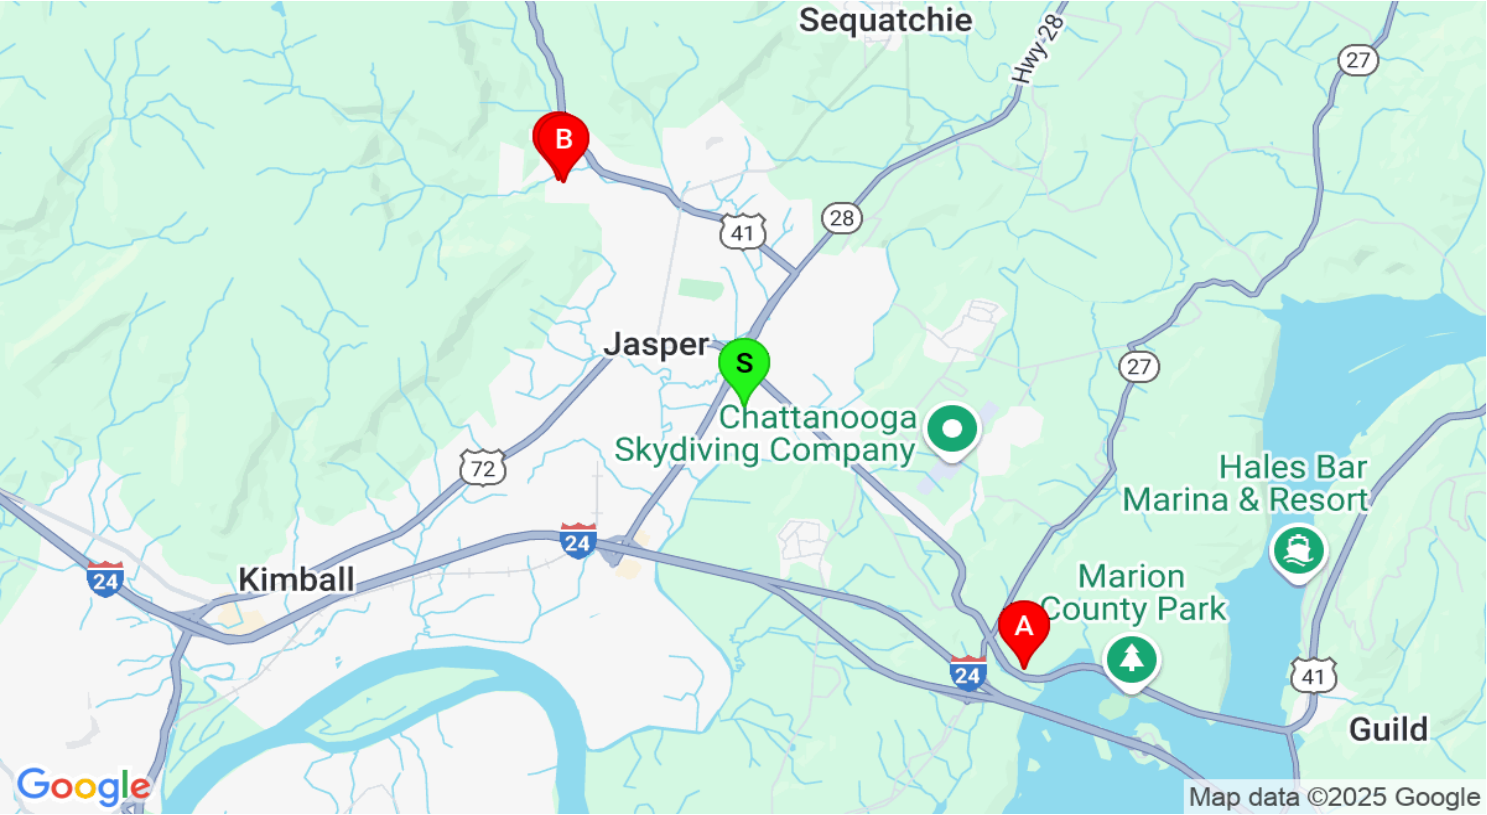 Sequatchie
Hwy 28
27
B
41
28
Jasper
S
27
Chattanooga
Skydiving Company
72
Hales Bar
Marina & Resort
24
24
Kimball
Marion
County Park
A
24
41
Guild
Google
Map data ©2025 Google